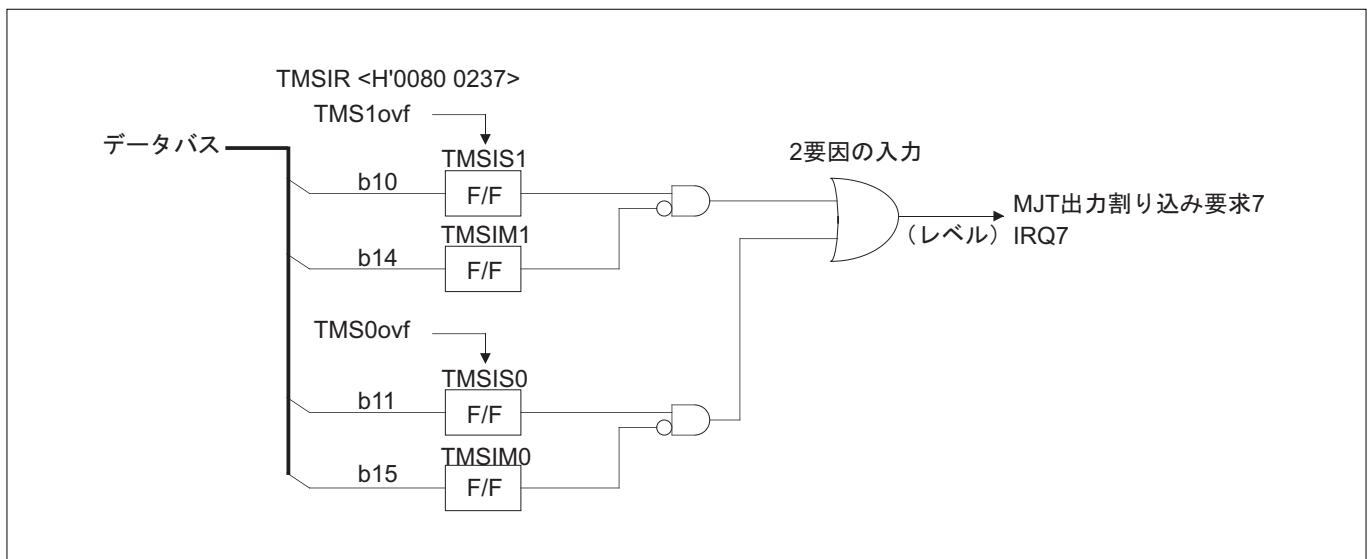 TMSIR <H'0080 0237>
TMS1ovf
データバス
TMSIS1
2要因の入力
b10
F/F
MJT出力割り込み要求7
(レベル)
IRQ7
TMSIM1
b14
F/F
TMS0ovf
TMSIS0
b11
F/F
TMSIM0
b15
F/F